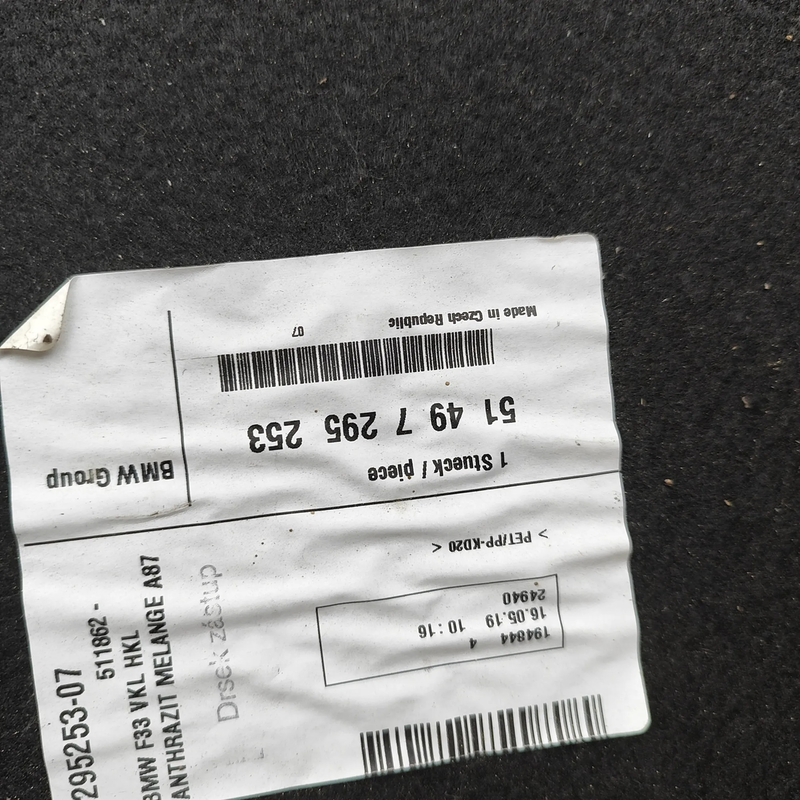 BMW Group
1 Stueck / piece
51 49 7 295 253
07
Made in Czech Republic
> PET/PP-KD20 <
194844 4
16.05.19 10:16
24940
295253-07
511862 -
BMW F33 VKL HKL
ANTHRAZIT MELANGE A87
Drsek zástup